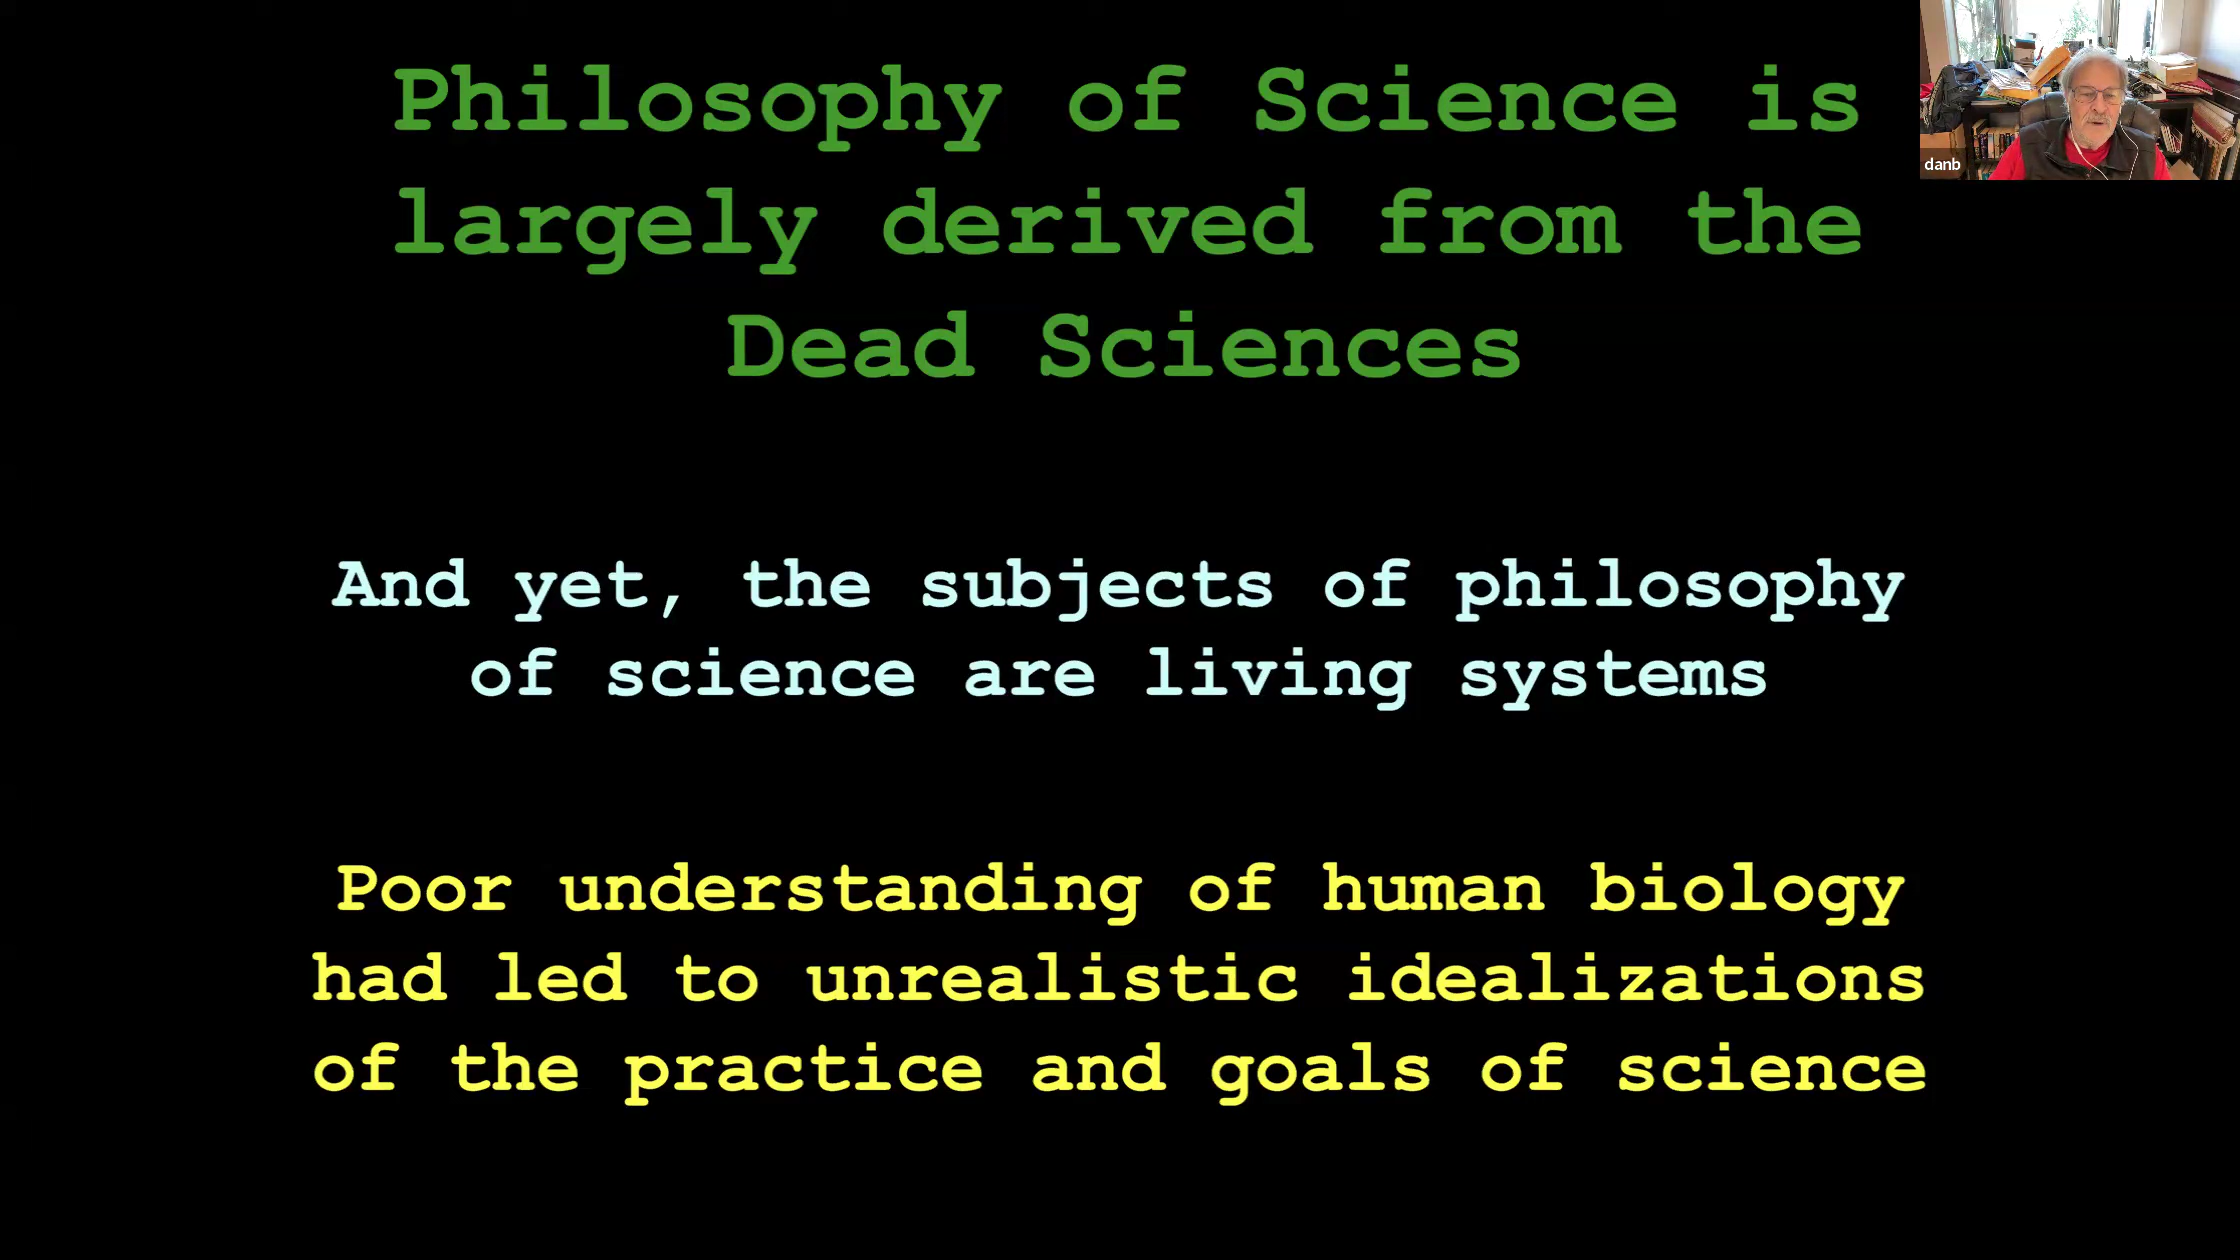 Philosophy of Science is
largely derived from the
Dead Sciences
danb
And yet, the subjects of philosophy
of science are living systems
Poor understanding of human biology
had led to unrealistic idealizations
of the practice and goals of science